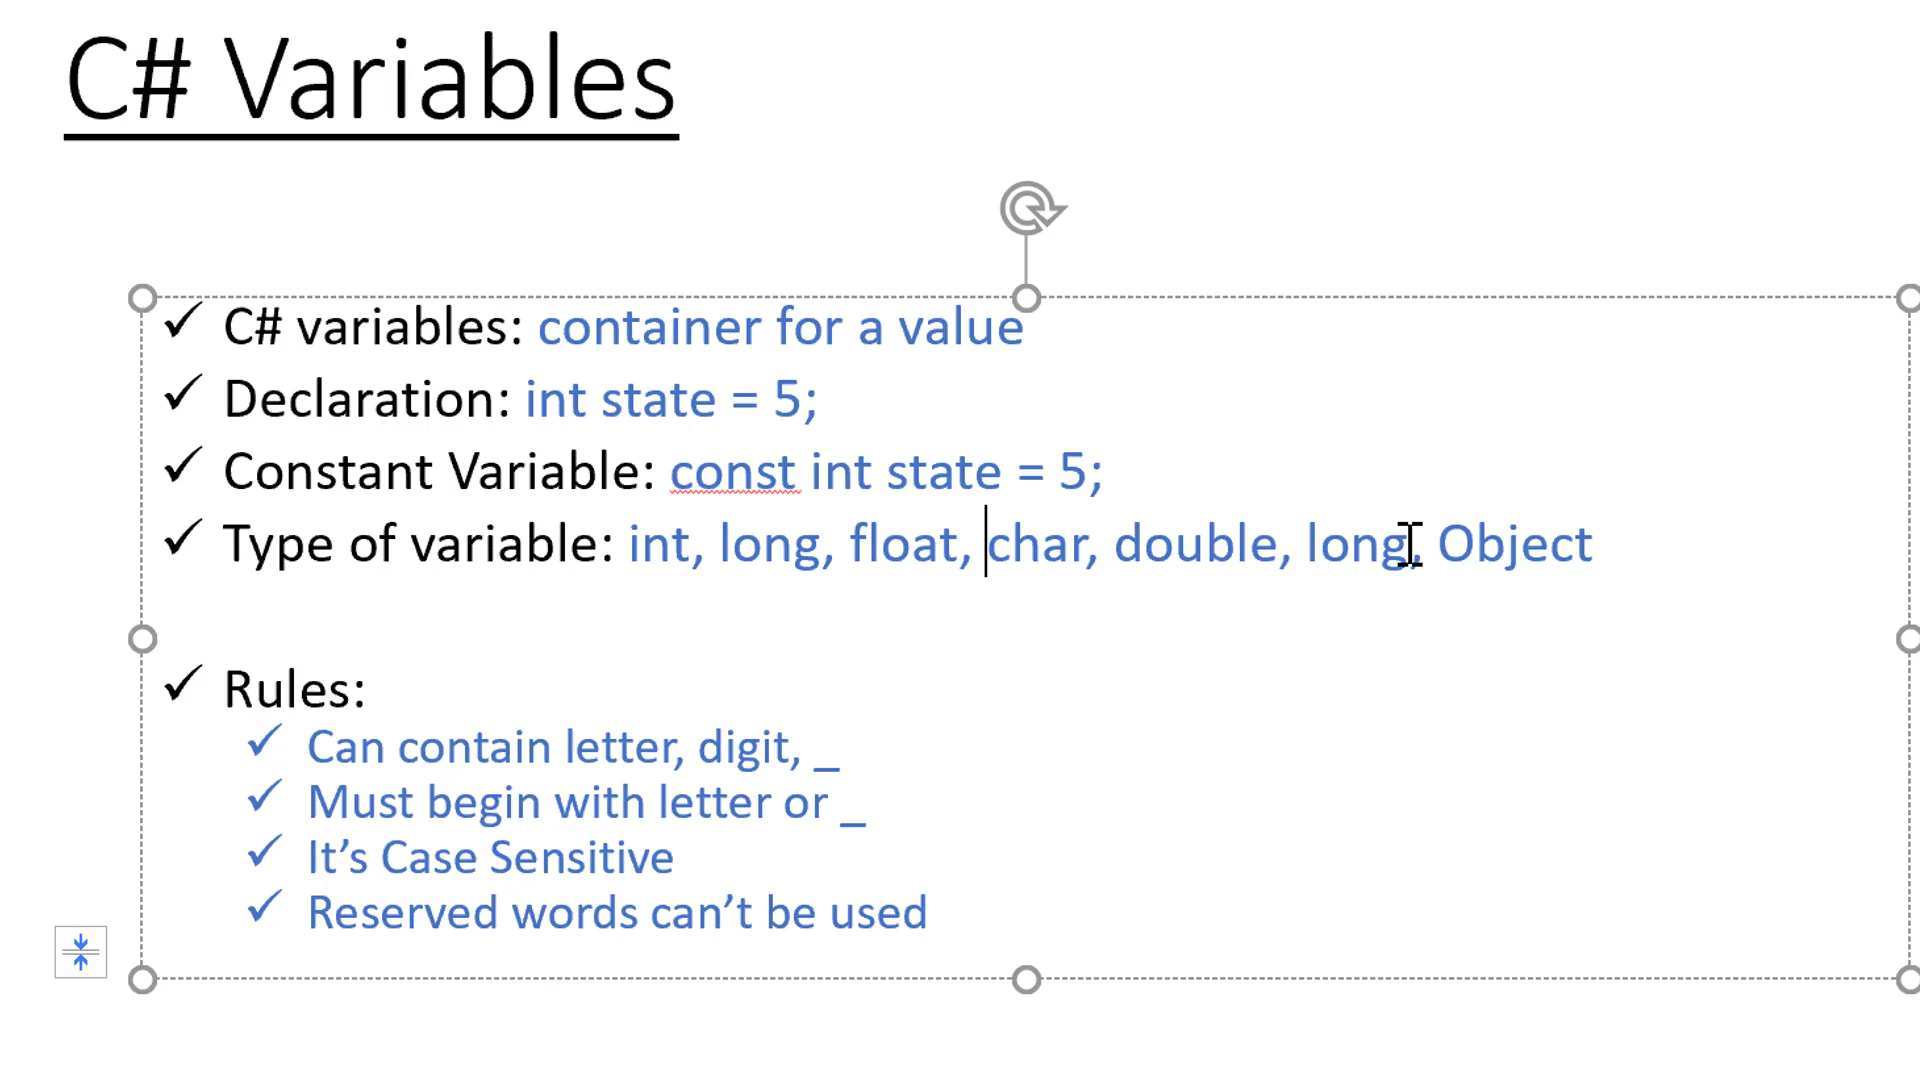 C# Variables
✓ C# variables: container for a value
✓ Declaration: int state = 5;
✓ Constant Variable: const int state = 5;
✓ Type of variable: int, long, float, char, double, long, Object
✓ Rules:
✓ Can contain letter, digit, _
✓ Must begin with letter or _
✓ It’s Case Sensitive
✓ Reserved words can’t be used